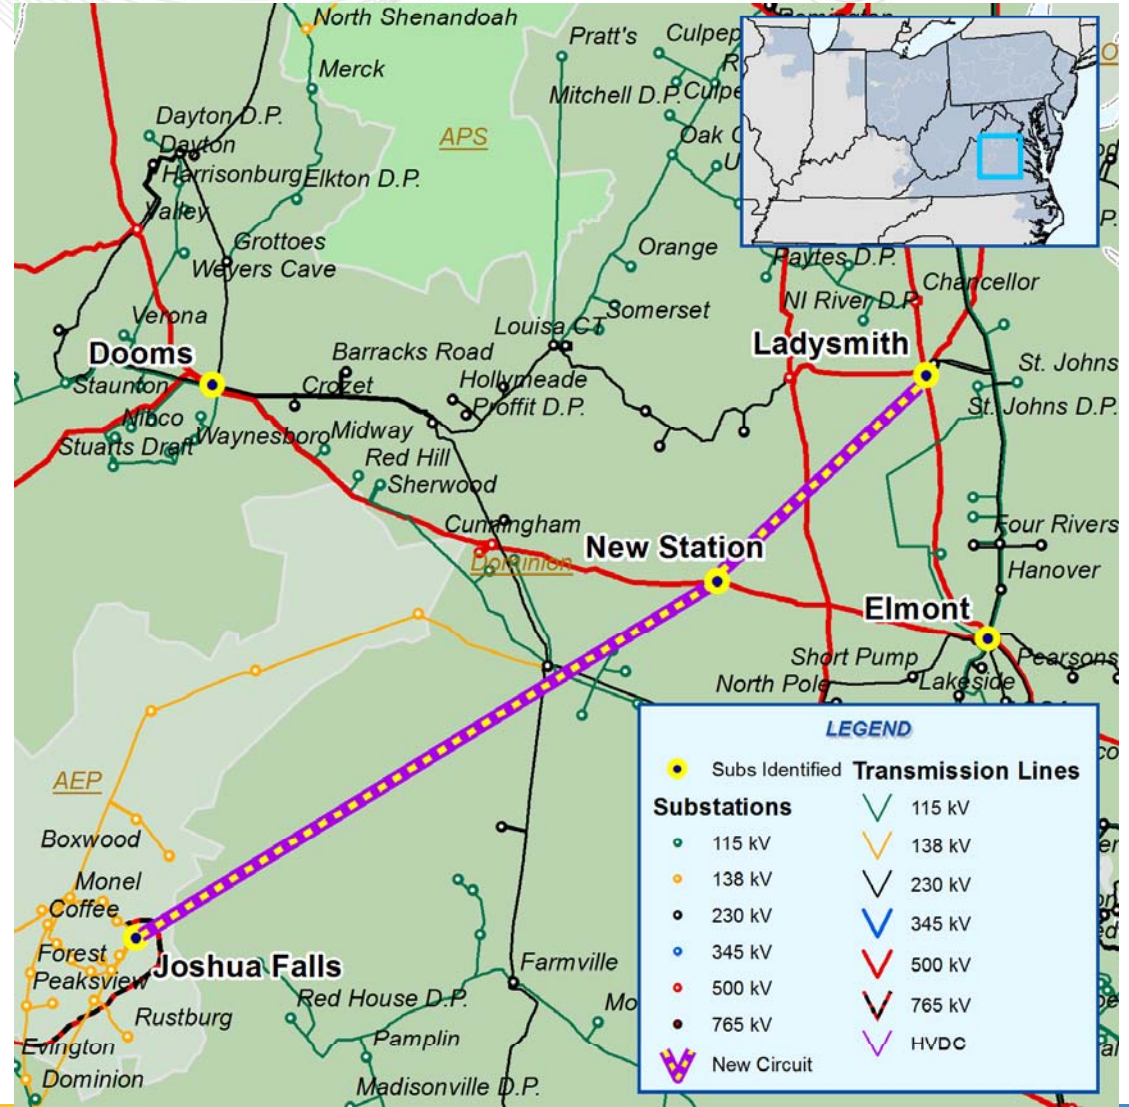 North Shenandoah
Pratt's
Merck
Mitchell D.P.
Dayton D.P.
Dayton
APS
Harrisonburg
Elkton D.P.
Valley
Grottoes
Weyers Cave
Orange
Paytes D.P.
Chancellor
NI River D.P.
Somerset
Verona
Louisa CT
Ladysmith
Dooms
Barracks Road
St. Johns
Staunton
Crozet
Hollymeade
Proffit D.P.
St. Johns D.P.
Nibco
Waynesboro
Midway
Stuarts Draft
Red Hill
Sherwood
Cunningham
Four Rivers
New Station
Dominion
Hanover
Elmont
Short Pump
Pearsons
North Pole
Lakeside
AEP
Boxwood
Monel
Coffee
Forest
Joshua Falls
Peaksview
Farmville
Red House D.P.
Rustburg
Pamplin
Evington
Dominion
Madisonville D.P.
LEGEND
Subs Identified
Transmission Lines
Substations
115 kV
138 kV
230 kV
345 kV
500 kV
765 kV
New Circuit
115 kV
138 kV
230 kV
345 kV
500 kV
765 kV
HVDC